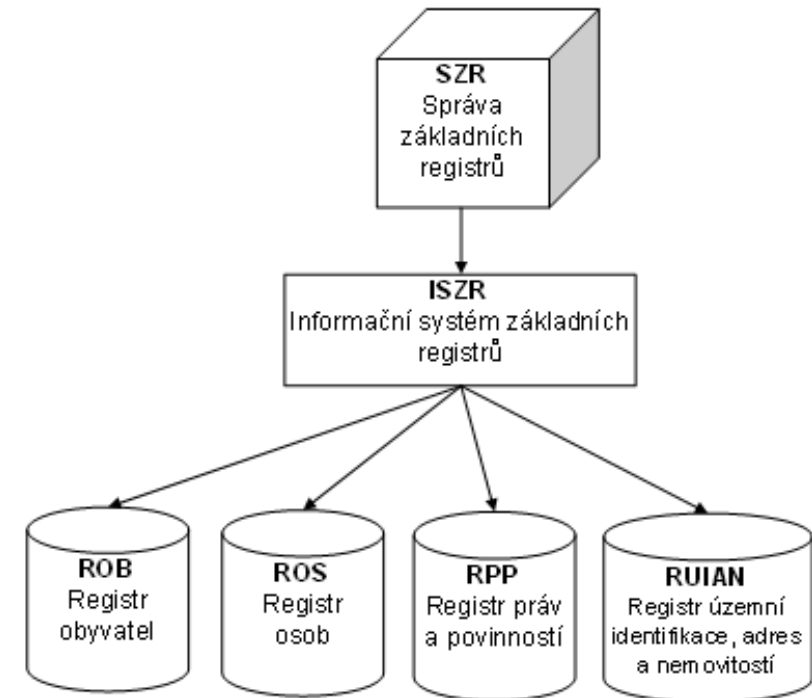 SZR
Správa
základních
registrů
ISZR
Informační systém základních
registrů
ROB
Registr
obyvatel
ROS
Registr
osob
RPP
Registr práv
a povinností
RUIAN
Registr územní
identifikace, adres
a nemovitostí